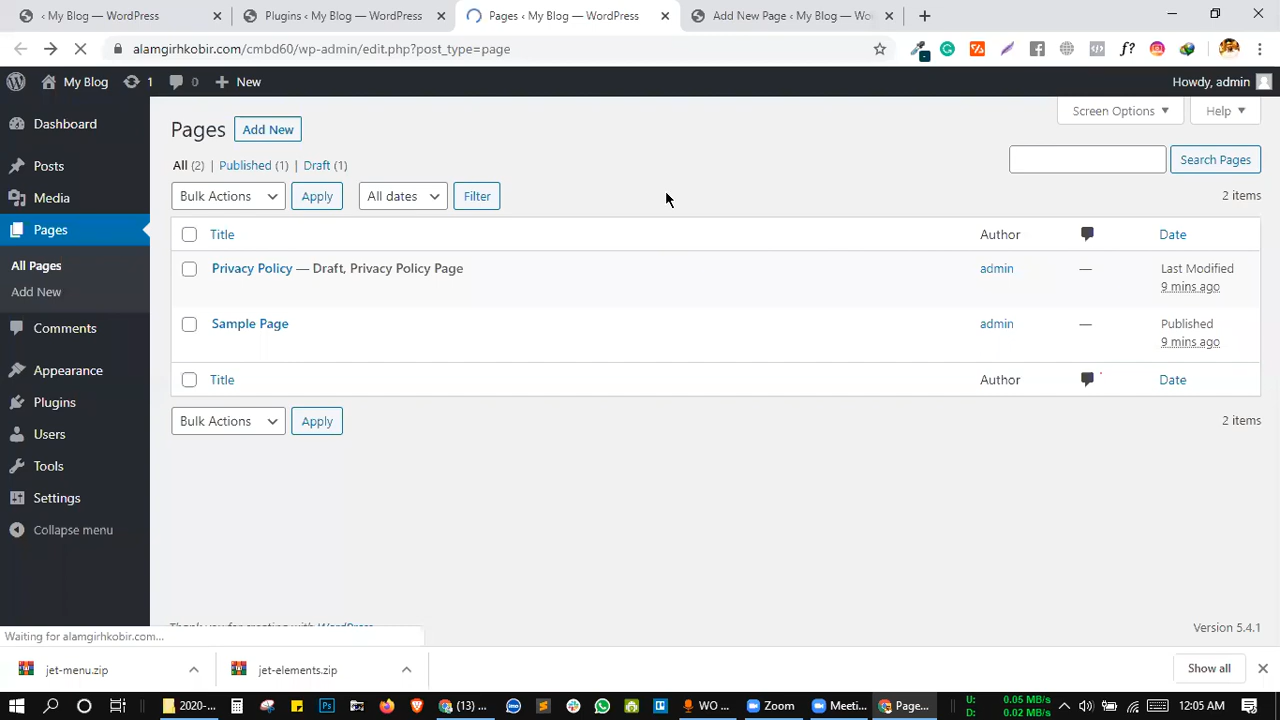 ‹ My Blog — WordPress
Plugins ‹ My Blog — WordPress
Pages ‹ My Blog — WordPress
Add New Page ‹ My Blog — Wo
alamgirhkobir.com/cmbd60/wp-admin/edit.php?post_type=page
f?
My Blog
1
0
New
Howdy, admin
Dashboard
Posts
Media
Pages
All Pages
Add New
Comments
Appearance
Plugins
Users
Tools
Settings
Collapse menu
Screen Options
Help
Pages
Add New
All (2) | Published (1) | Draft (1)
Search Pages
Bulk Actions
Apply
All dates
Filter
2 items
Title
Author
Date
Privacy Policy — Draft, Privacy Policy Page
admin
—
Last Modified
9 mins ago
Sample Page
admin
—
Published
9 mins ago
Title
Author
Date
Bulk Actions
Apply
2 items
Version 5.4.1
Waiting for alamgirhkobir.com...
jet-menu.zip
jet-elements.zip
Show all
2020-
Ps
(13) ...
WO ...
Zoom
Meeti...
Page...
U: 0.05 MB/s
D: 0.02 MB/s
12:05 AM